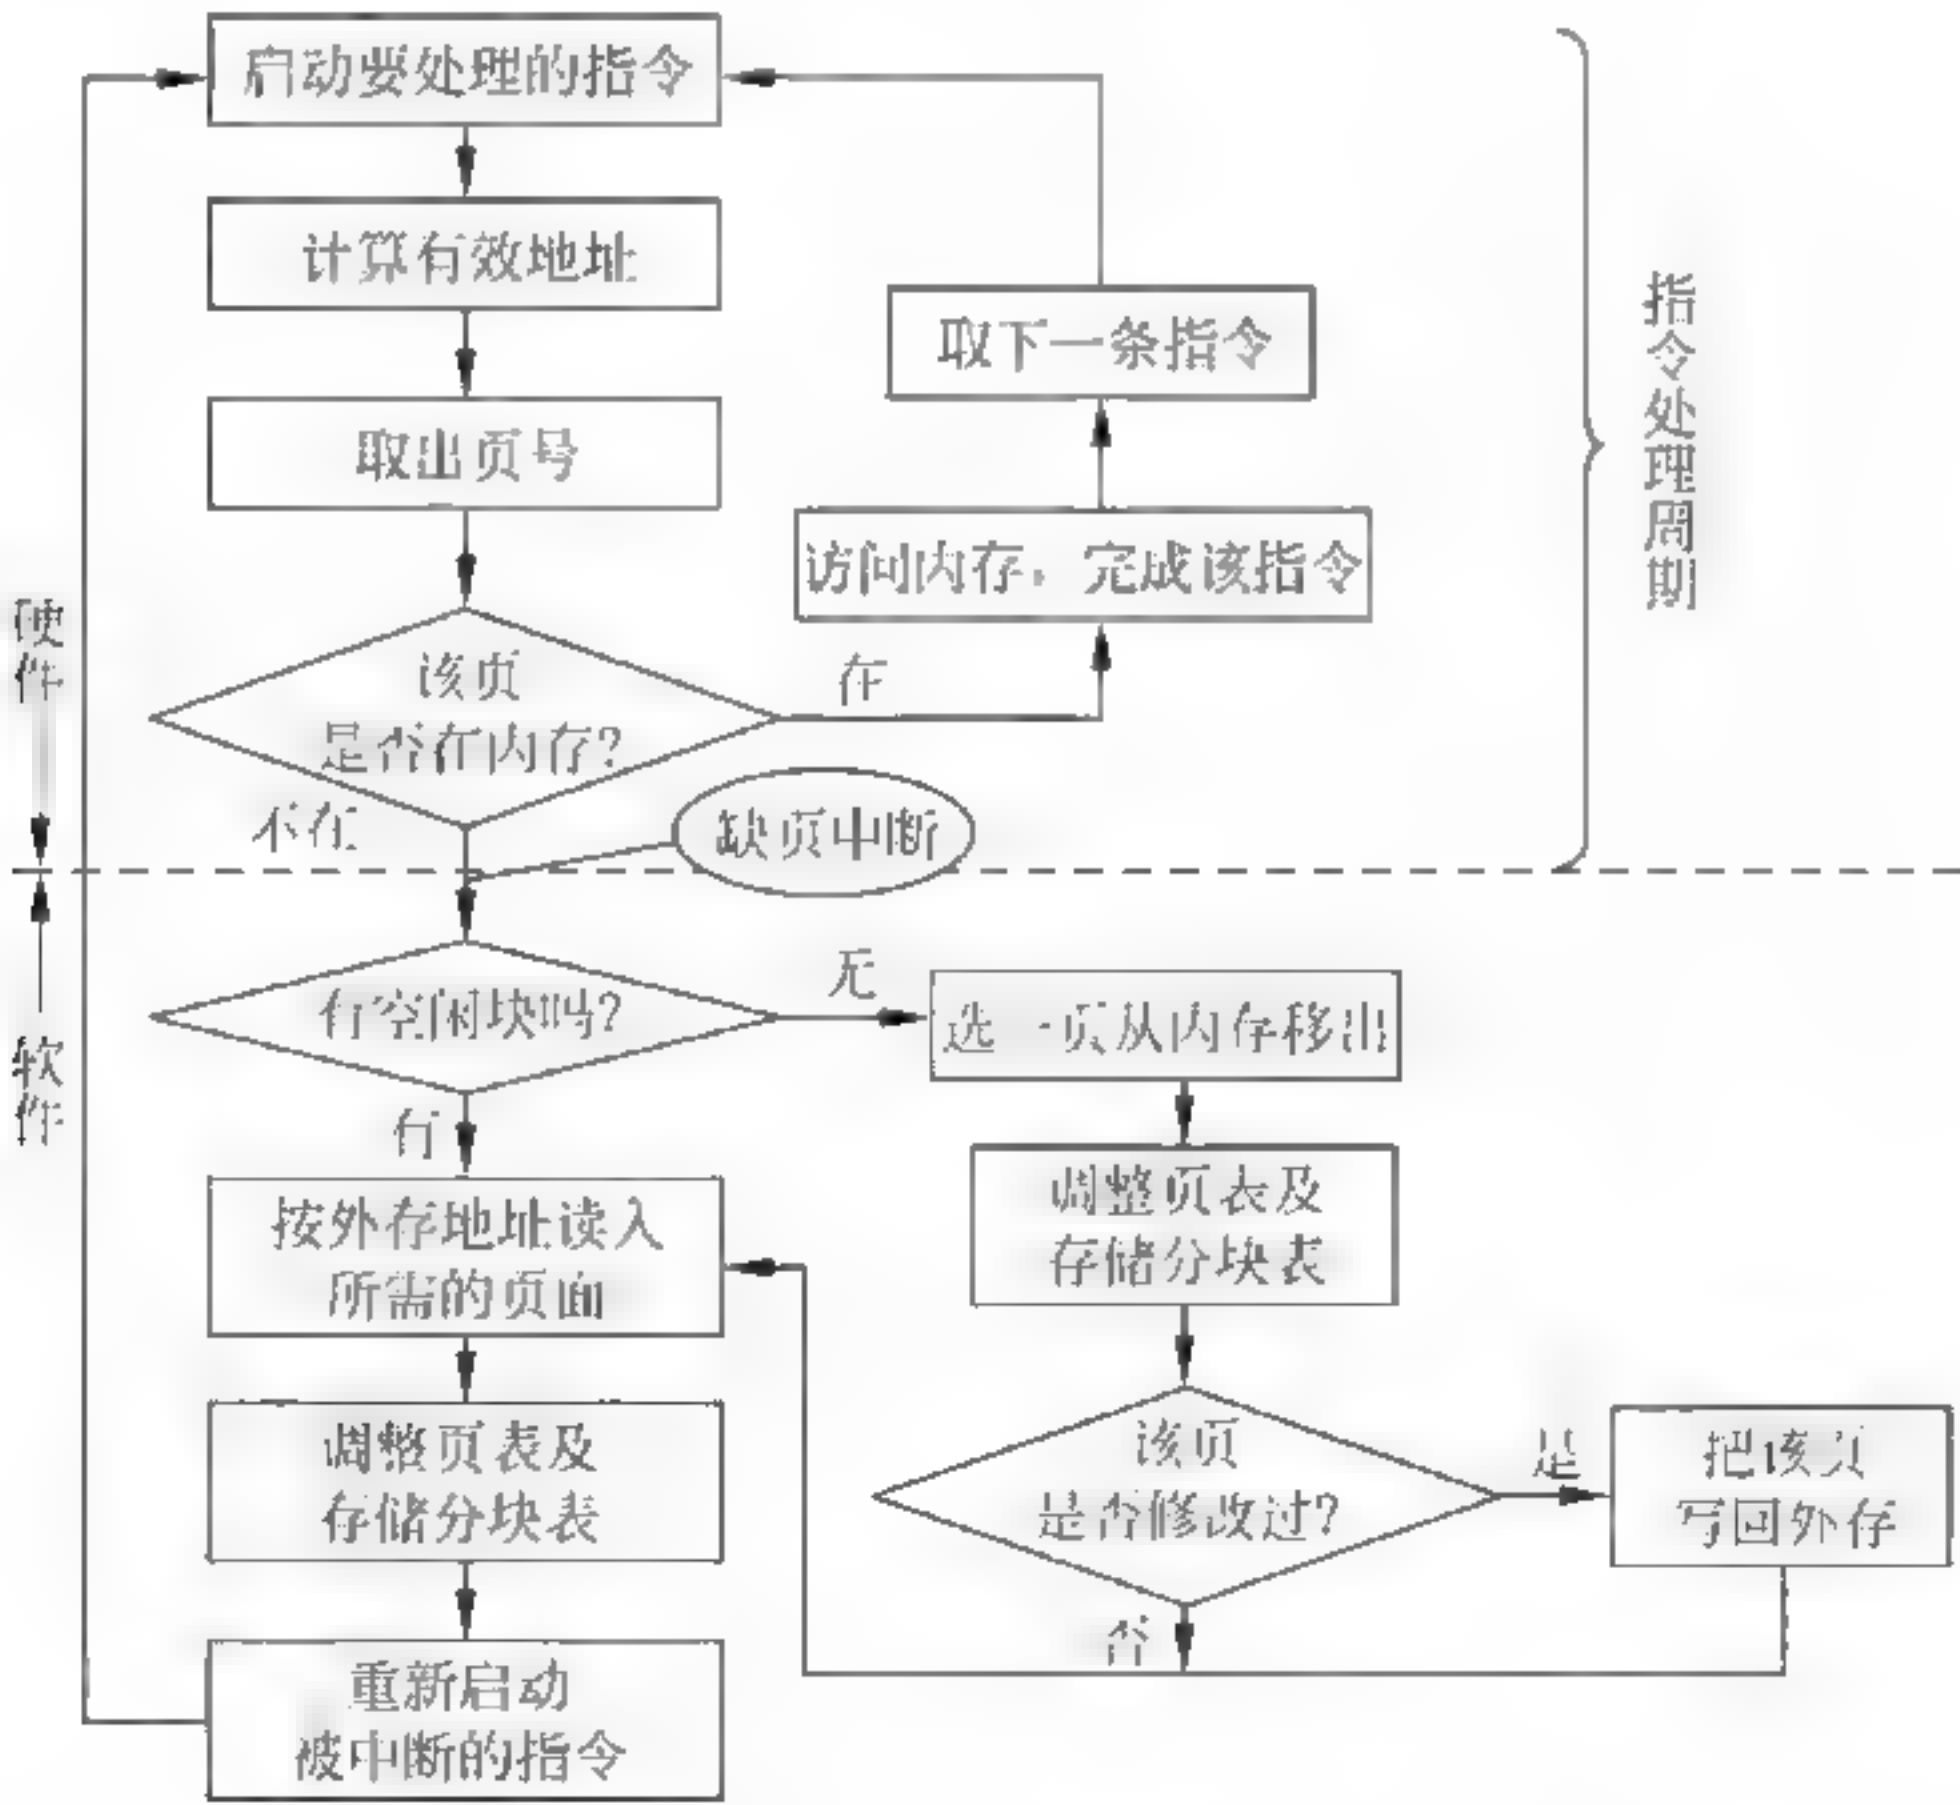 启动要处理的指令
计算有效地址
取出页号
该页
是否在内存?
在
不在
访问内存,完成该指令
取下一条指令
指令处理周期
硬件
缺页中断
软件
有空闲块吗?
无
有
选一页从内存移出
调整页表及
存储分块表
该页
是否修改过?
是
否
把该页
写回外存
按外存地址读入
所需的页面
调整页表及
存储分块表
重新启动
被中断的指令